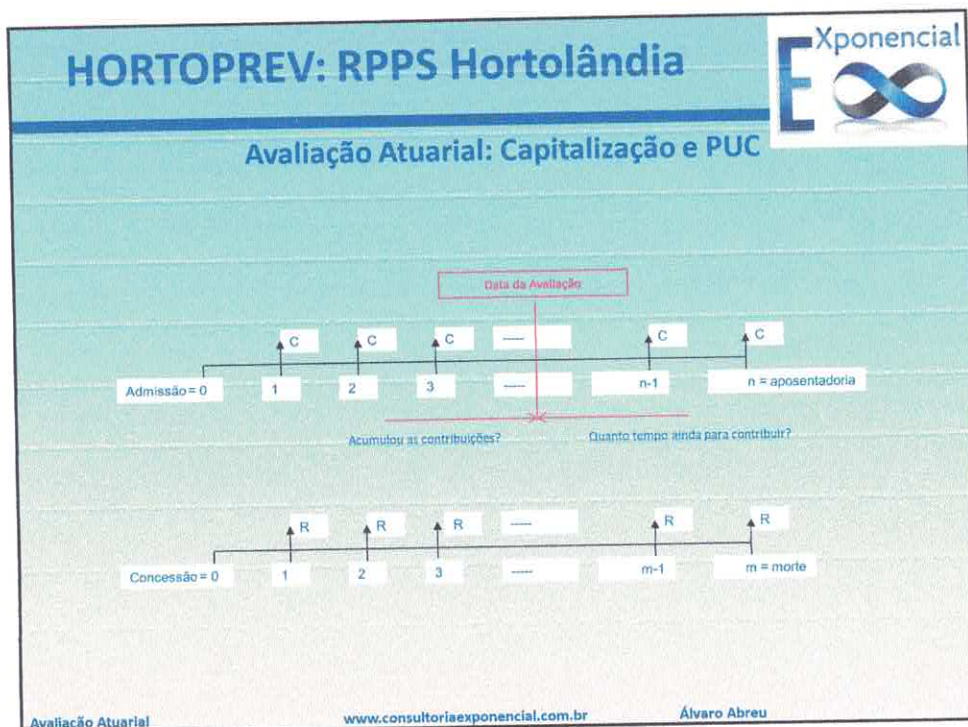 HORTOPREV: RPPS Hortolândia
EXponencial
Avaliação Atuarial: Capitalização e PUC
Data da Avaliação
C C C ----- C C
Admissão = 0 1 2 3 ----- n-1 n = aposentadoria
Acumulou as contribuições? Quanto tempo ainda para contribuir?
R R R ----- R R
Concessão = 0 1 2 3 ----- m-1 m = morte
Avaliação Atuarial www.consultoriaexponencial.com.br Álvaro Abreu